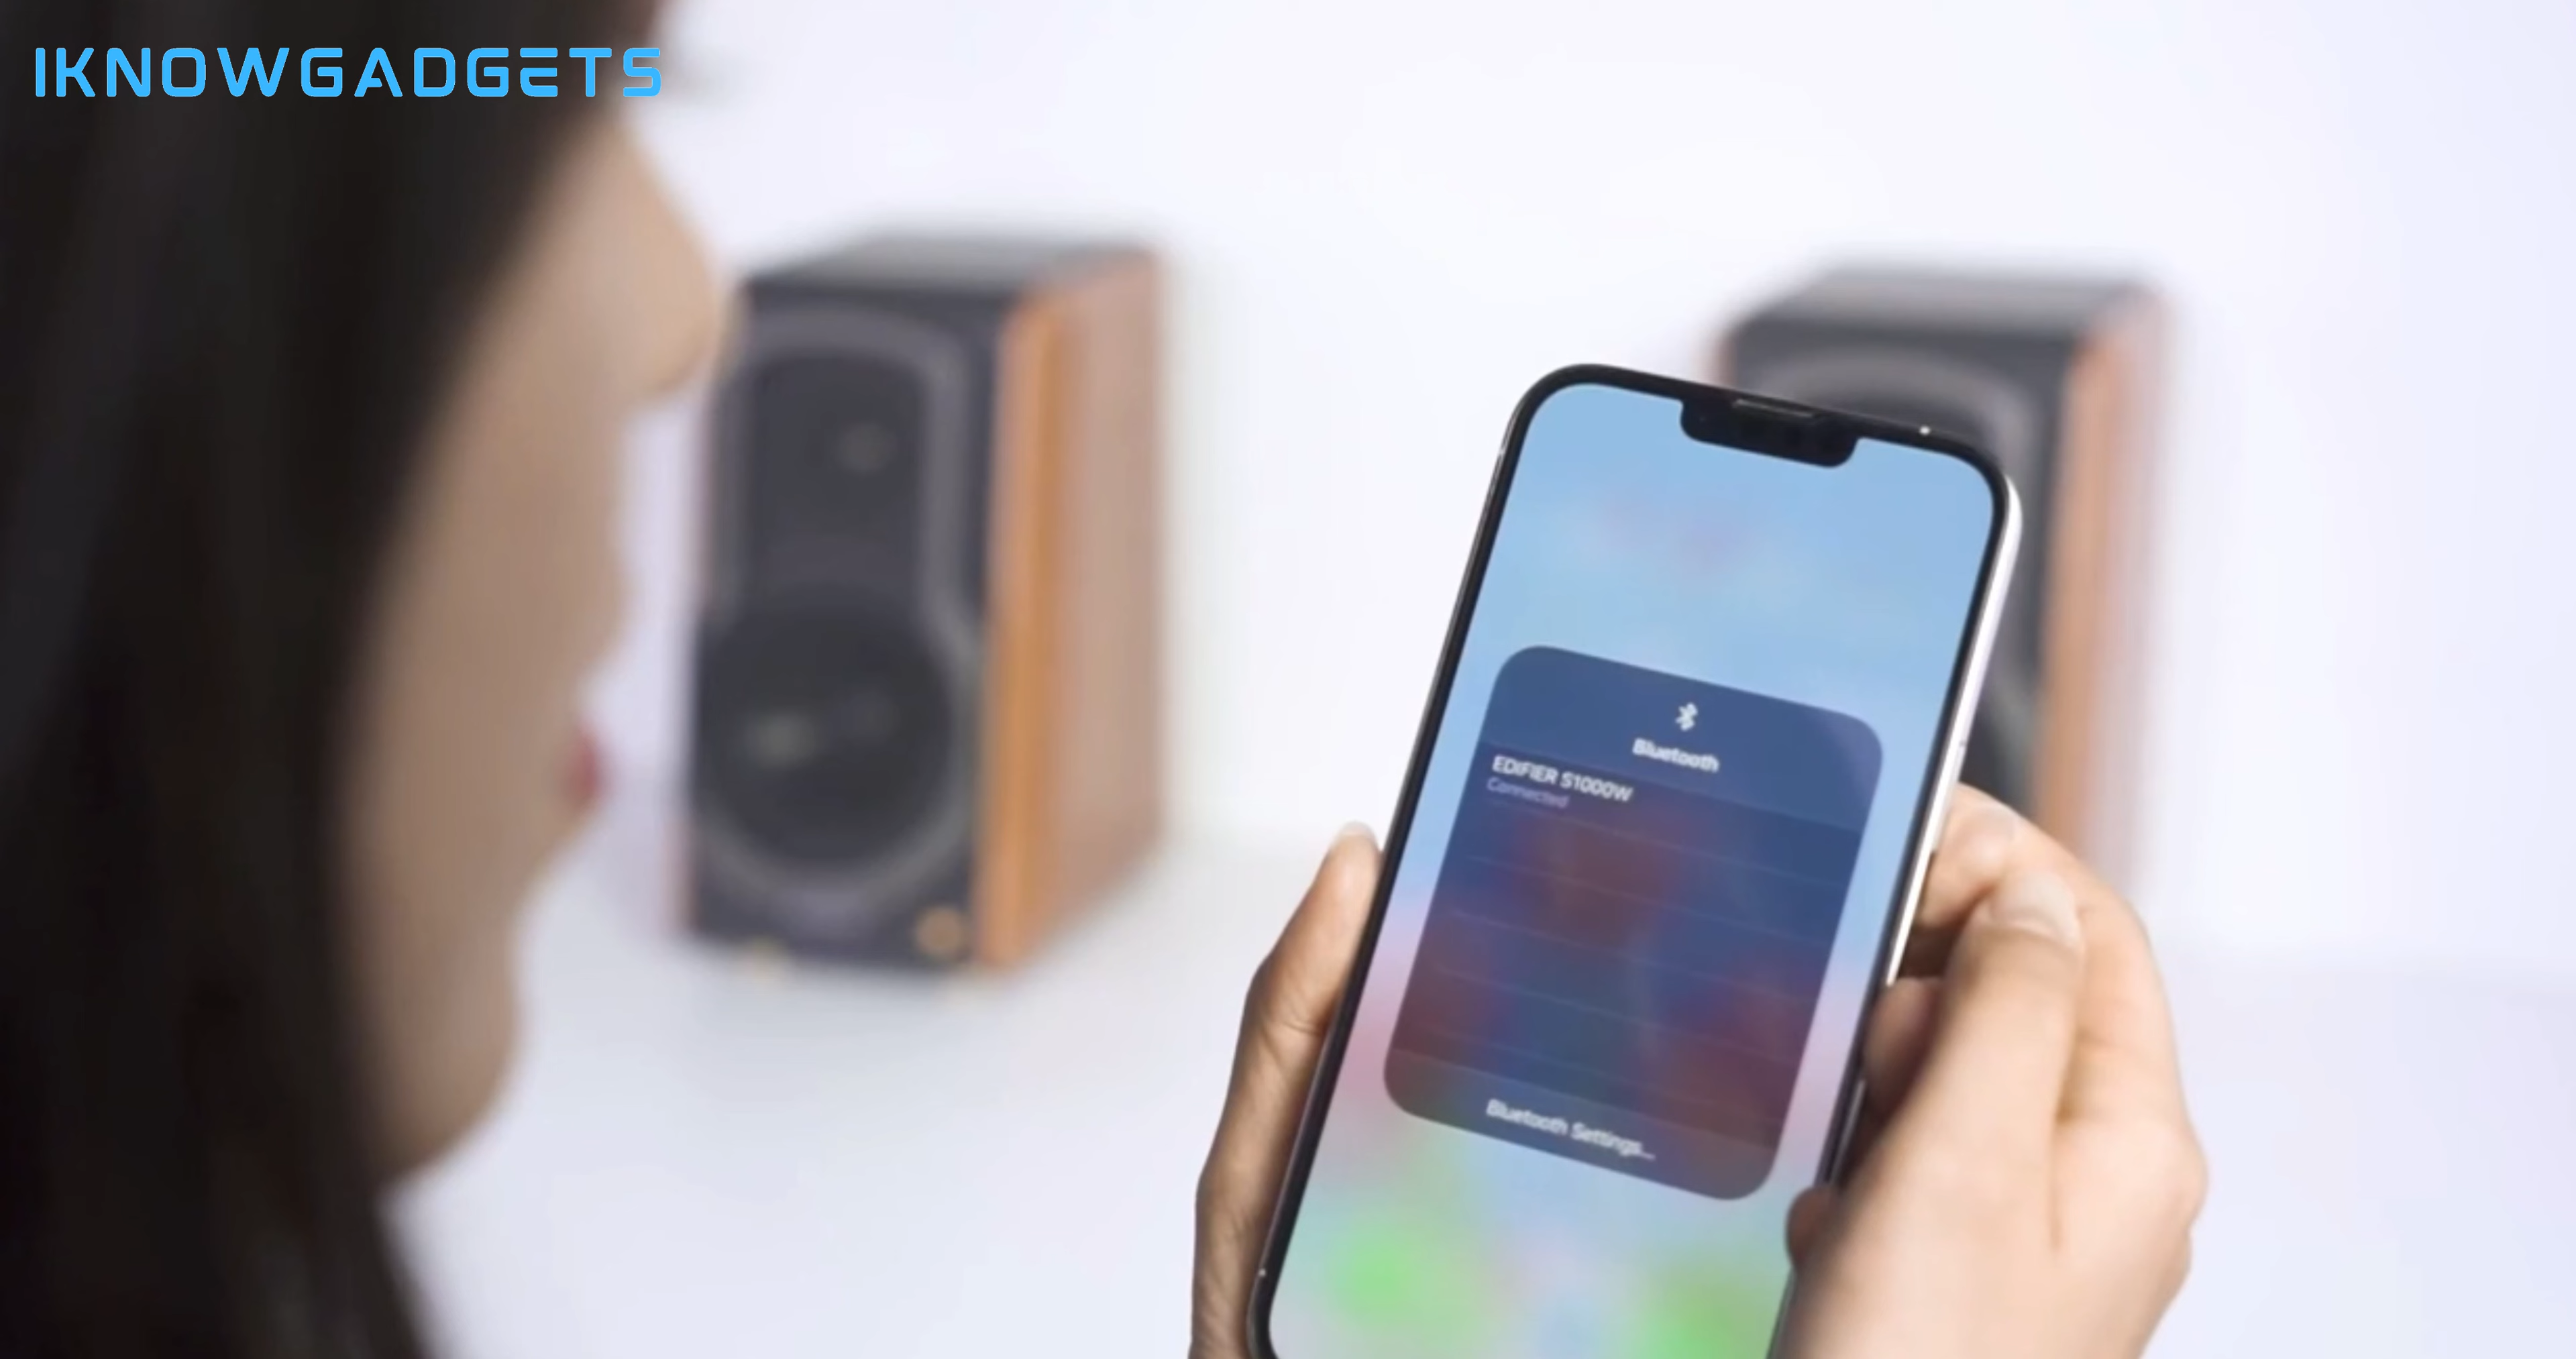 IKNOWGADGETS
Bluetooth
EDIFIER S1000W
Connected
Bluetooth Settings...